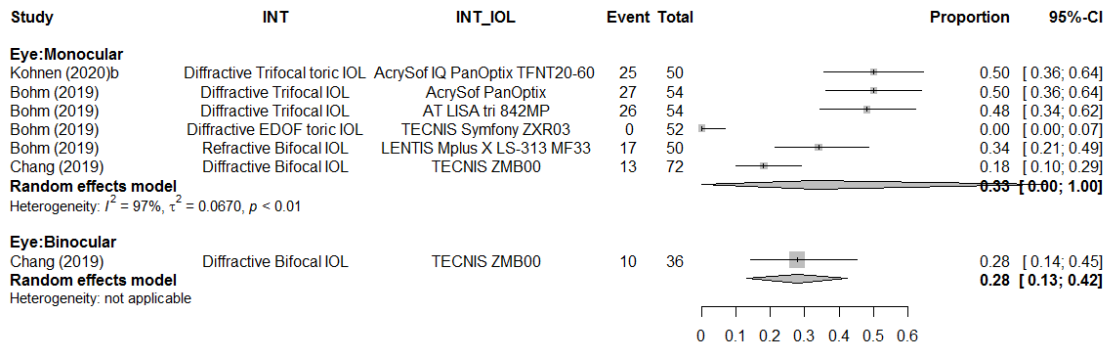 Study INT INT_IOL Event Total Proportion 95%-CI
Eye:Monocular
Kohnen (2020)b Diffractive Trifocal toric IOL AcrySof IQ PanOptix TFNT20-60 25 50 0.50 [0.36; 0.64]
Bohm (2019) Diffractive Trifocal IOL AcrySof PanOptix 27 54 0.50 [0.36; 0.64]
Bohm (2019) Diffractive Trifocal IOL AT LISA tri 842MP 26 54 0.48 [0.34; 0.62]
Bohm (2019) Diffractive EDOF toric IOL TECNIS Symfony ZXR03 0 52 0.00 [0.00; 0.07]
Bohm (2019) Refractive Bifocal IOL LENTIS Mplus X LS-313 MF33 17 50 0.34 [0.21; 0.49]
Chang (2019) Diffractive Bifocal IOL TECNIS ZMB00 13 72 0.18 [0.10; 0.29]
Random effects model 0.33 [0.00; 1.00]
Heterogeneity: I² = 97%, τ² = 0.0670, p < 0.01
Eye:Binocular
Chang (2019) Diffractive Bifocal IOL TECNIS ZMB00 10 36 0.28 [0.14; 0.45]
Random effects model 0.28 [0.13; 0.42]
Heterogeneity: not applicable
0 0.1 0.2 0.3 0.4 0.5 0.6